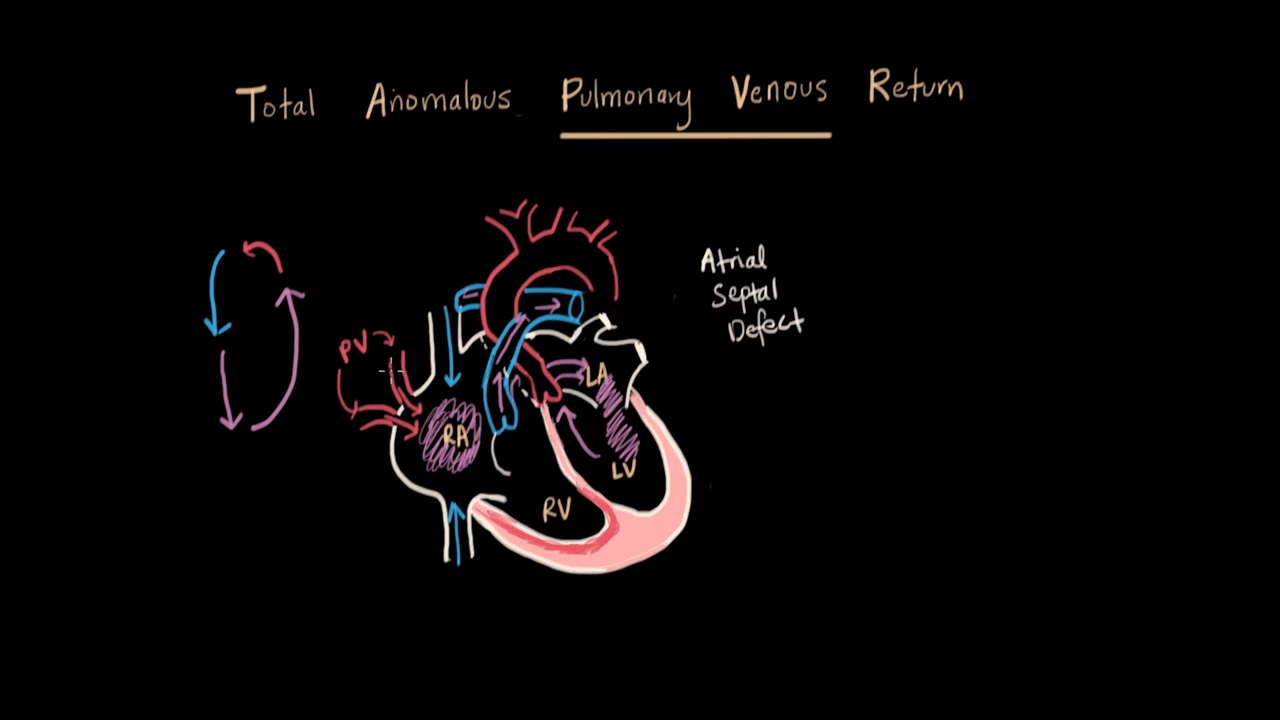 Total Anomalous Pulmonary Venous Return
Atrial
Septal
Defect
PV
LA
RA
LV
RV